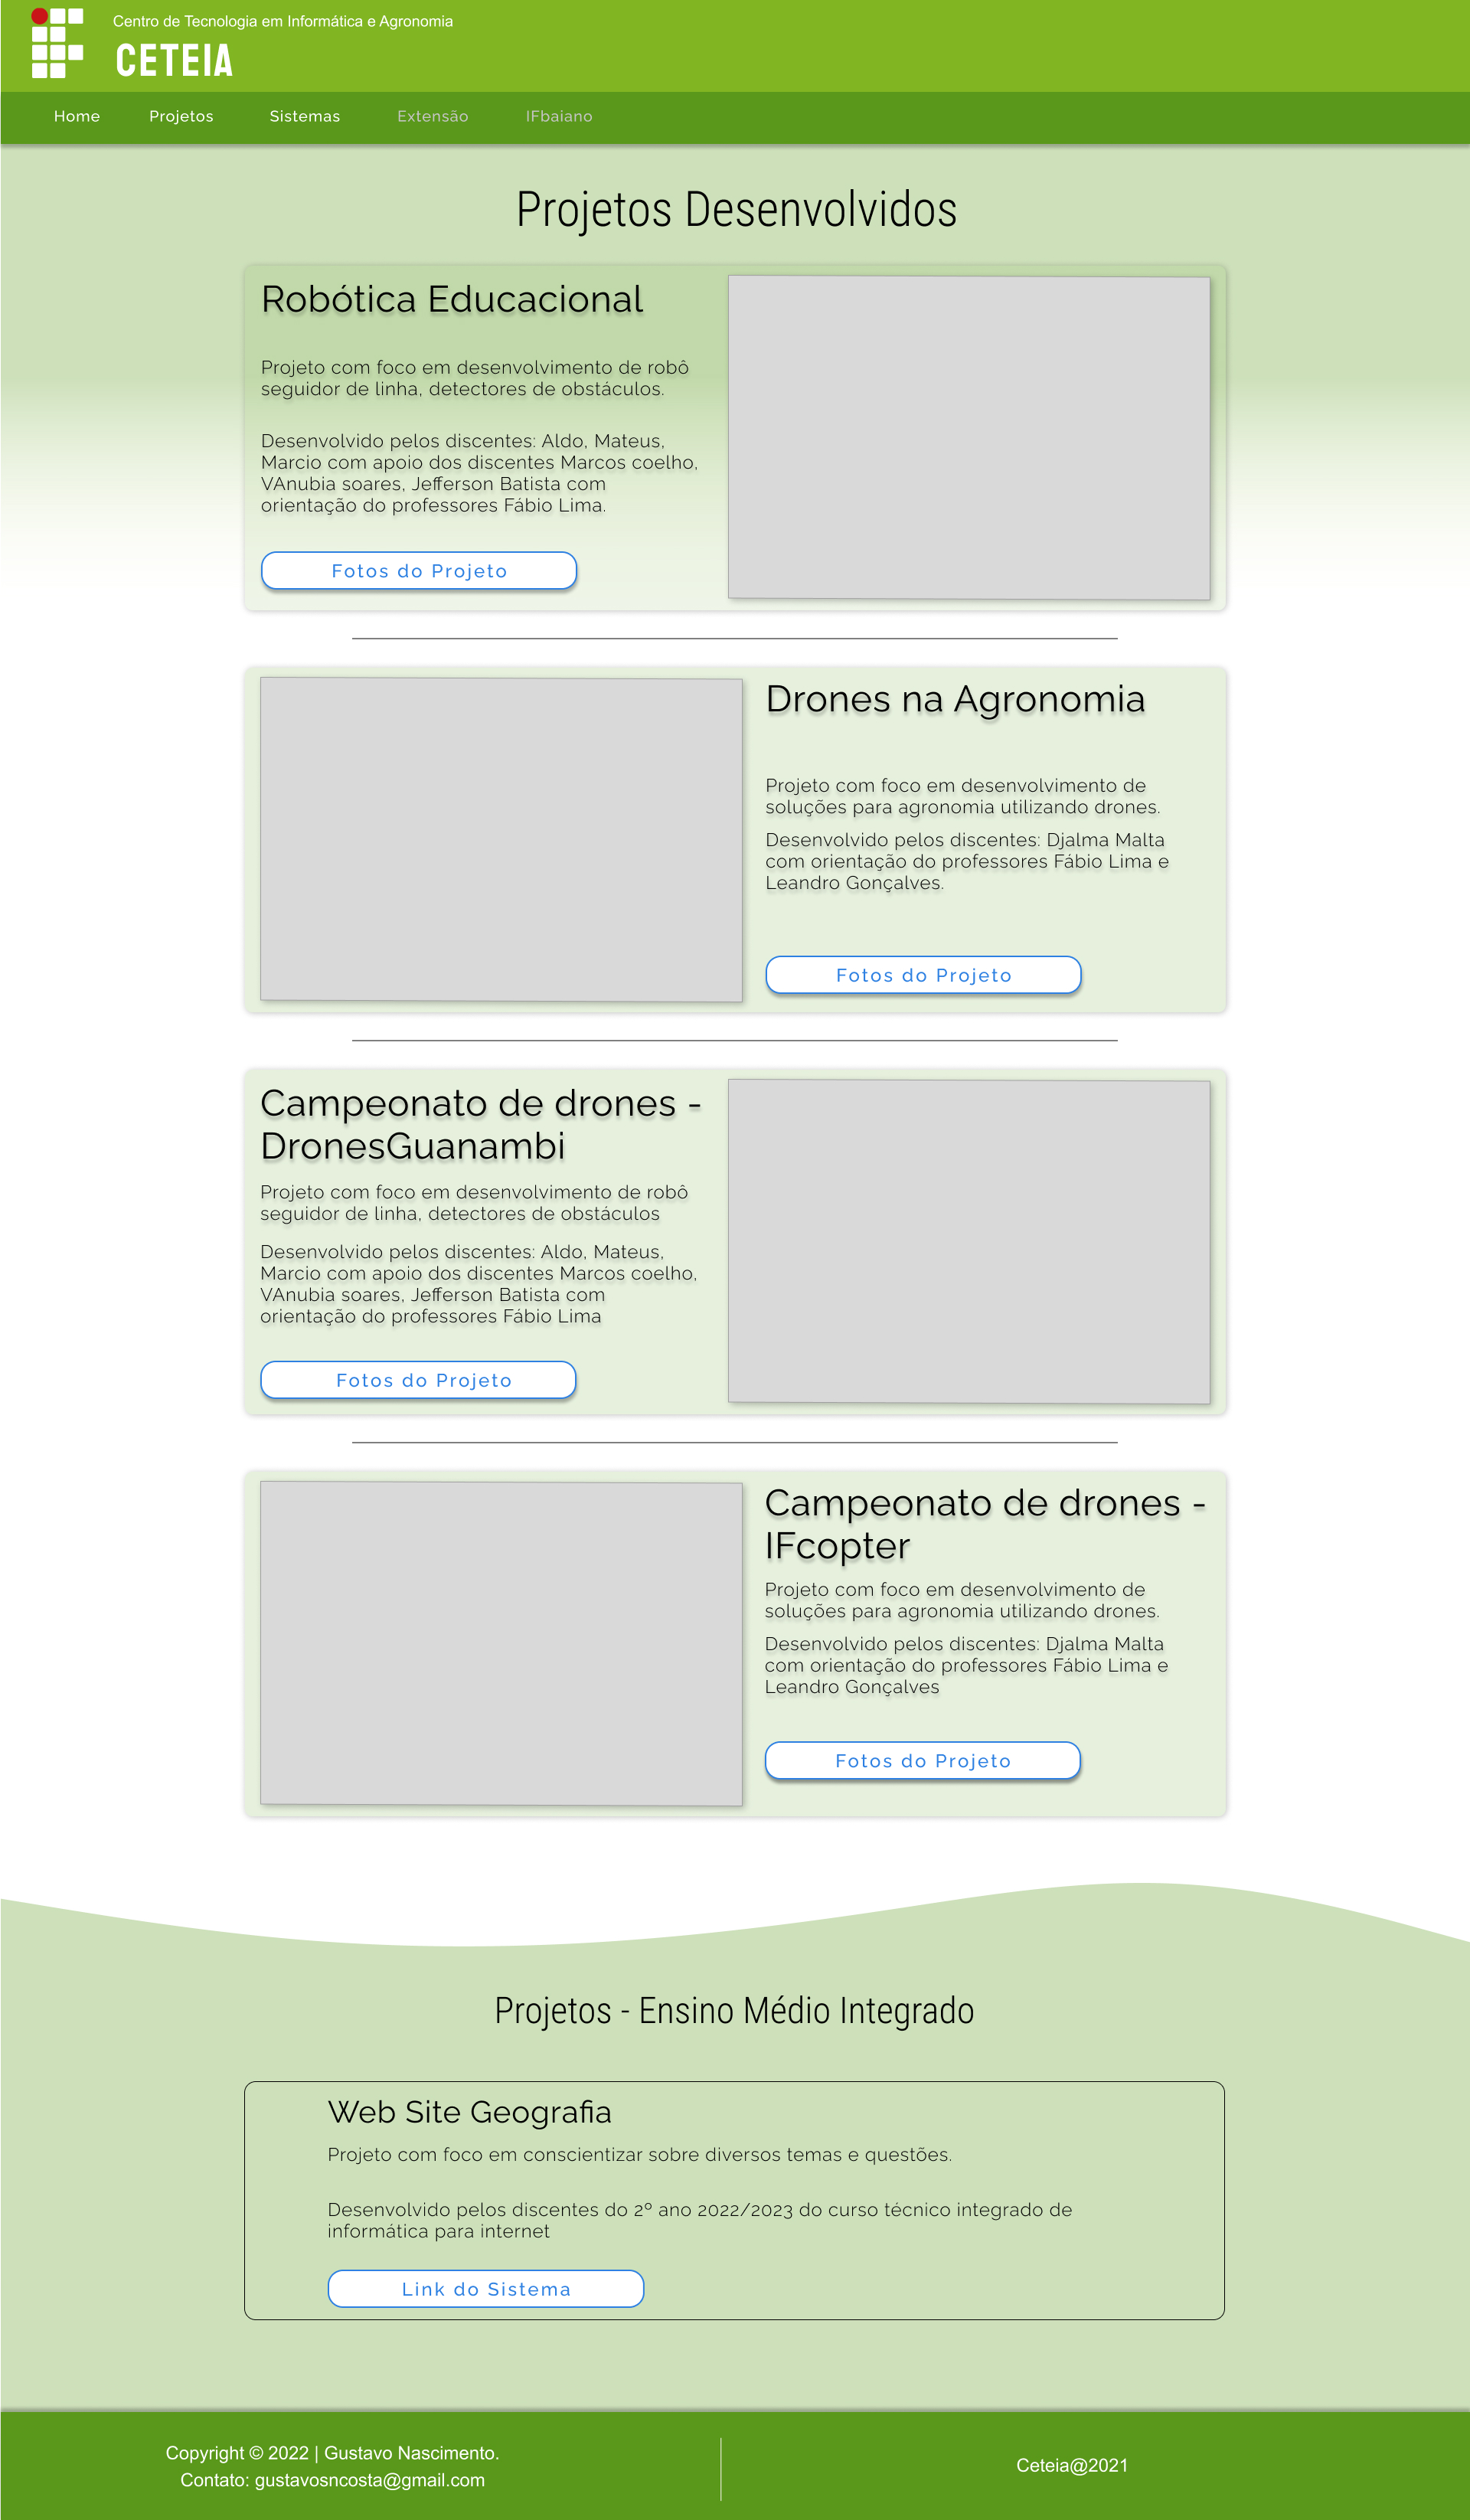 Centro de Tecnologia em Informática e Agronomia
CETEIA
Home Projetos Sistemas Extensão IFbaiano
Projetos Desenvolvidos
Robótica Educacional
Projeto com foco em desenvolvimento de robô
seguidor de linha, detectores de obstáculos.
Desenvolvido pelos discentes: Aldo, Mateus,
Marcio com apoio dos discentes Marcos coelho,
VAnubia soares, Jefferson Batista com
orientação do professores Fábio Lima.
Fotos do Projeto
Drones na Agronomia
Projeto com foco em desenvolvimento de
soluções para agronomia utilizando drones.
Desenvolvido pelos discentes: Djalma Malta
com orientação do professores Fábio Lima e
Leandro Gonçalves.
Fotos do Projeto
Campeonato de drones -
DronesGuanambi
Projeto com foco em desenvolvimento de robô
seguidor de linha, detectores de obstáculos
Desenvolvido pelos discentes: Aldo, Mateus,
Marcio com apoio dos discentes Marcos coelho,
VAnubia soares, Jefferson Batista com
orientação do professores Fábio Lima
Fotos do Projeto
Campeonato de drones -
IFcopter
Projeto com foco em desenvolvimento de
soluções para agronomia utilizando drones.
Desenvolvido pelos discentes: Djalma Malta
com orientação do professores Fábio Lima e
Leandro Gonçalves
Fotos do Projeto
Projetos - Ensino Médio Integrado
Web Site Geografia
Projeto com foco em conscientizar sobre diversos temas e questões.
Desenvolvido pelos discentes do 2º ano 2022/2023 do curso técnico integrado de
informática para internet
Link do Sistema
Copyright © 2022 | Gustavo Nascimento.
Contato: gustavosncosta@gmail.com
Ceteia@2021